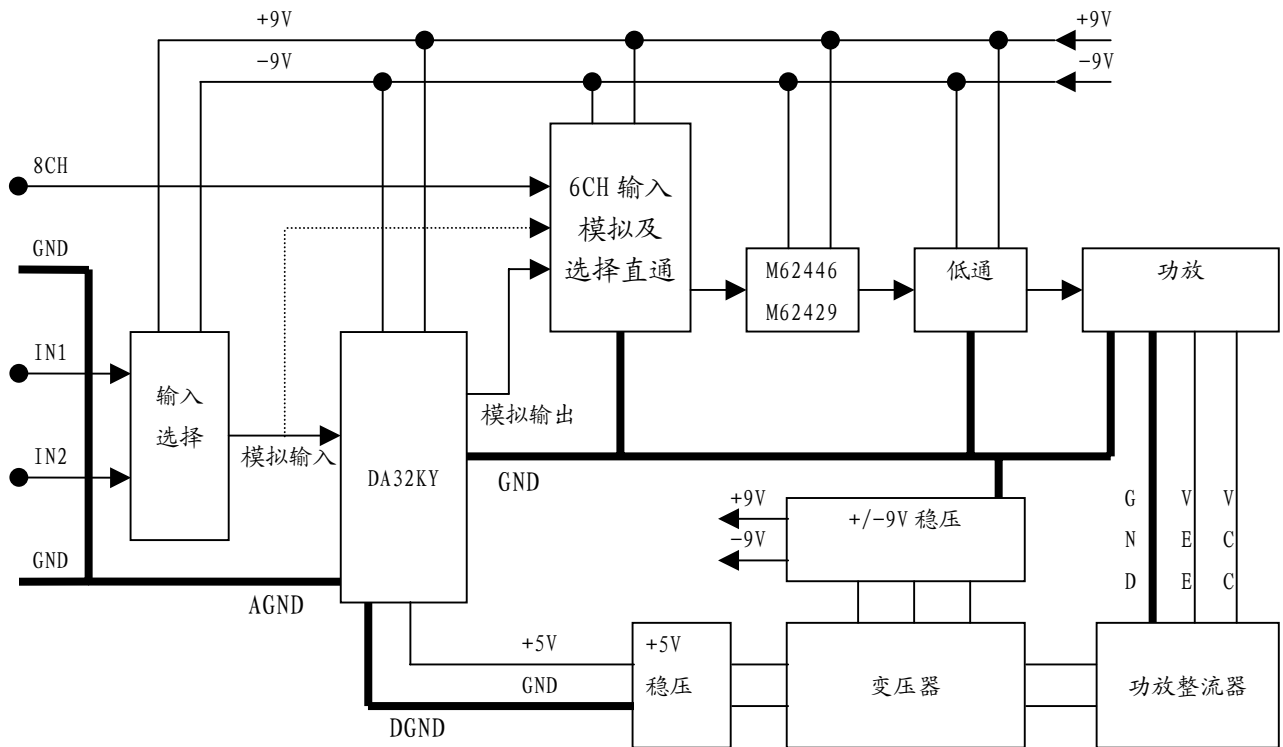 +9V
+9V
-9V
-9V
8CH
6CH 输入
模拟及
选择直通
GND
M62446
M62429
低通
功放
IN1
输入
选择
模拟输出
IN2
模拟输入
DA32KY
GND
+9V
-9V
+/-9V 稳压
GND
VEE
VCC
GND
AGND
+5V
GND
DGND
+5V
稳压
变压器
功放整流器